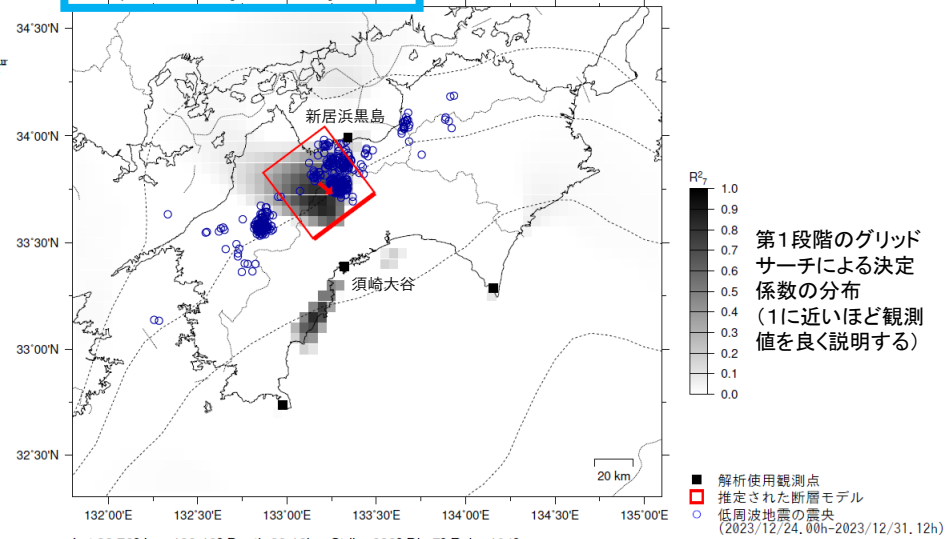 34°30'N
34°00'N
33°30'N
33°00'N
32°30'N
新居浜黒島
須崎大谷
20 km
132°00'E
132°30'E
133°00'E
133°30'E
134°00'E
134°30'E
135°00'E
R²₇
1.0
0.9
0.8
0.7
0.6
0.5
0.4
0.3
0.2
0.1
0.0
第1段階のグリッド
サーチによる決定
係数の分布
(1に近いほど観測
値を良く説明する)
解析使用観測点
推定された断層モデル
低周波地震の震央
(2023/12/24.00h-2023/12/31.12h)